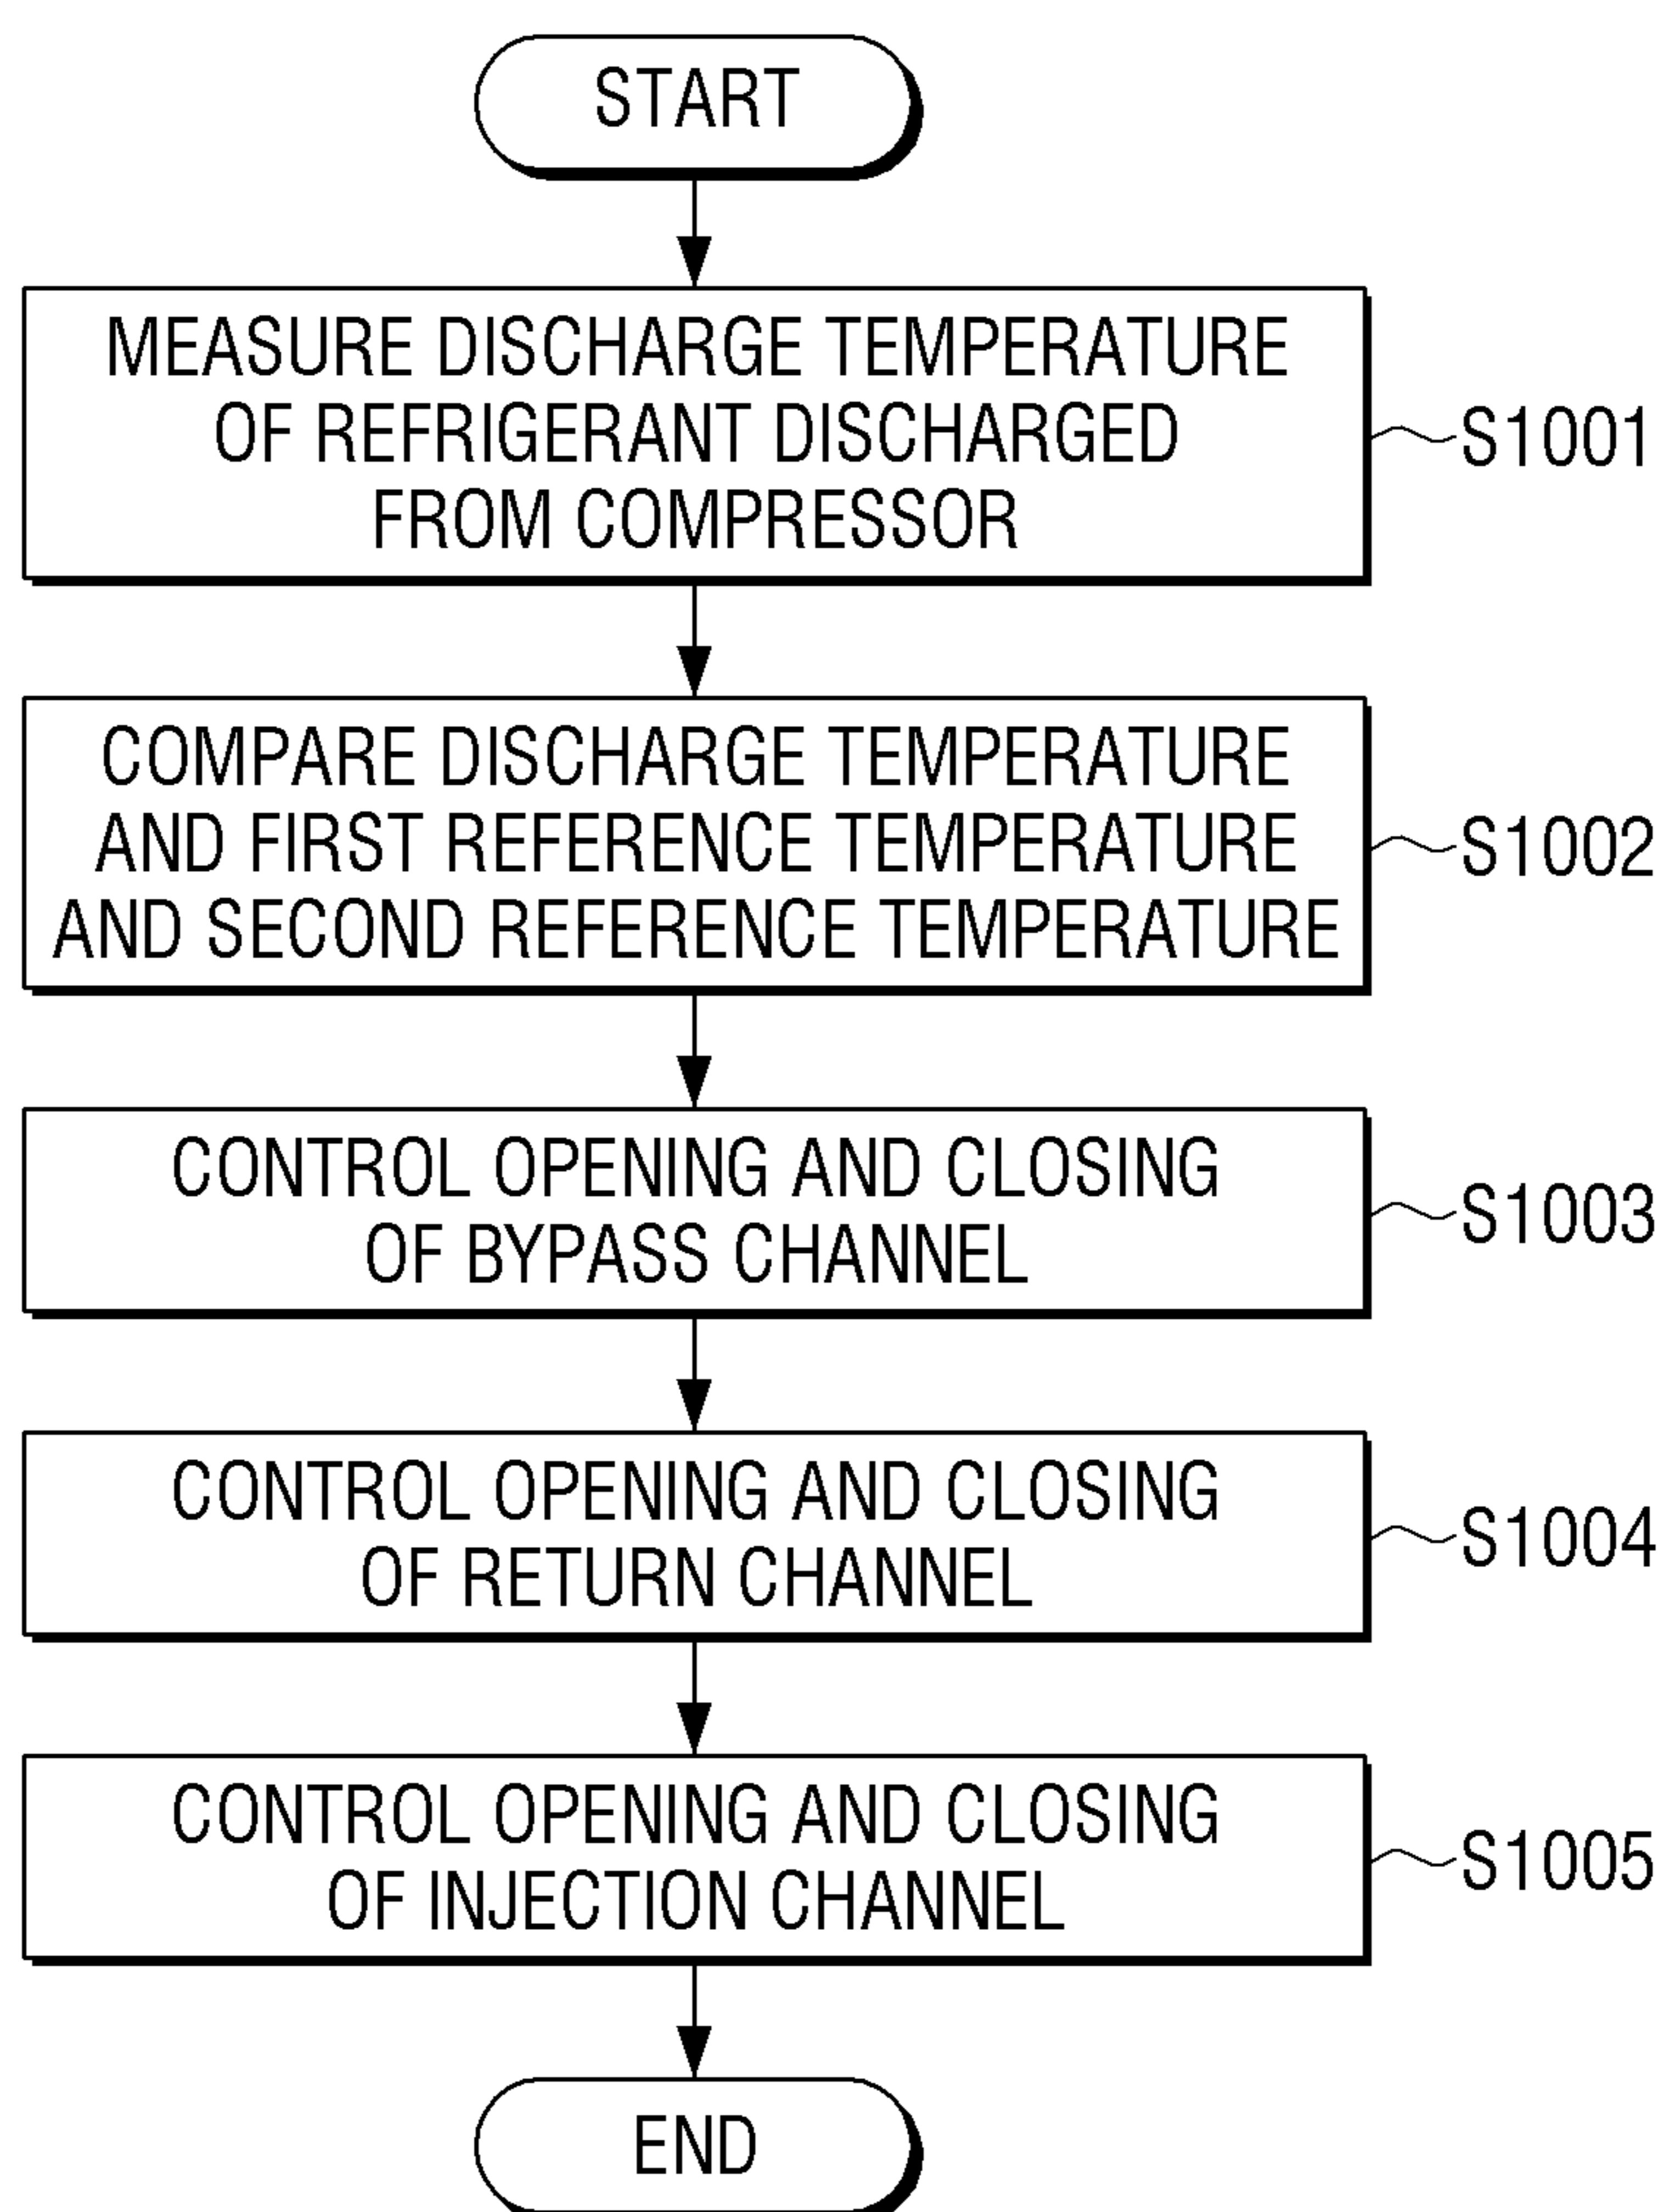 START
MEASURE DISCHARGE TEMPERATURE
OF REFRIGERANT DISCHARGED
FROM COMPRESSOR
S1001
COMPARE DISCHARGE TEMPERATURE
AND FIRST REFERENCE TEMPERATURE
AND SECOND REFERENCE TEMPERATURE
S1002
CONTROL OPENING AND CLOSING
OF BYPASS CHANNEL
S1003
CONTROL OPENING AND CLOSING
OF RETURN CHANNEL
S1004
CONTROL OPENING AND CLOSING
OF INJECTION CHANNEL
S1005
END